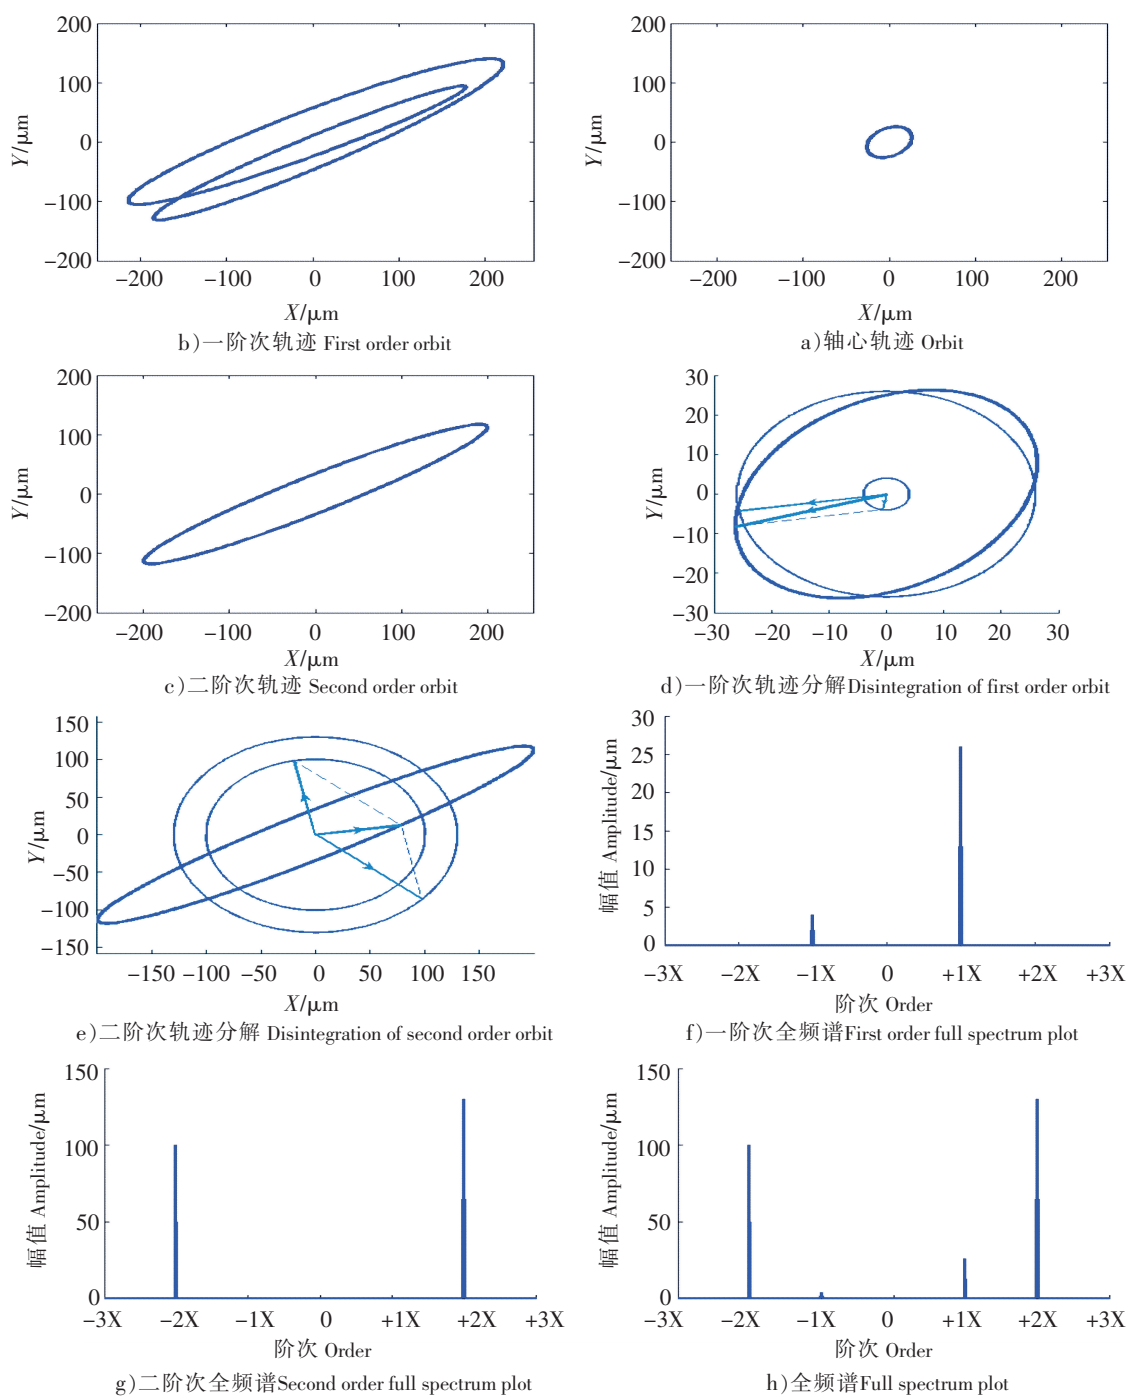 200
100
0
-100
-200
Y/μm
-200 -100 0 100 200
X/μm
b)一阶次轨迹 First order orbit
200
100
0
-100
-200
Y/μm
-200 -100 0 100 200
X/μm
a)轴心轨迹 Orbit
200
100
0
-100
-200
Y/μm
-200 -100 0 100 200
X/μm
c)二阶次轨迹 Second order orbit
30
20
10
0
-10
-20
-30
Y/μm
-30 -20 -10 0 10 20 30
X/μm
d)一阶次轨迹分解Disintegration of first order orbit
150
100
50
0
-50
-100
-150
Y/μm
-150 -100 -50 0 50 100 150
X/μm
e)二阶次轨迹分解 Disintegration of second order orbit
30
25
20
15
10
5
0
幅值 Amplitude/μm
-3X -2X -1X 0 +1X +2X +3X
阶次 Order
f)一阶次全频谱First order full spectrum plot
150
100
50
0
幅值 Amplitude/μm
-3X -2X -1X 0 +1X +2X +3X
阶次 Order
g)二阶次全频谱Second order full spectrum plot
150
100
50
0
幅值 Amplitude/μm
-3X -2X -1X 0 +1X +2X +3X
阶次 Order
h)全频谱Full spectrum plot